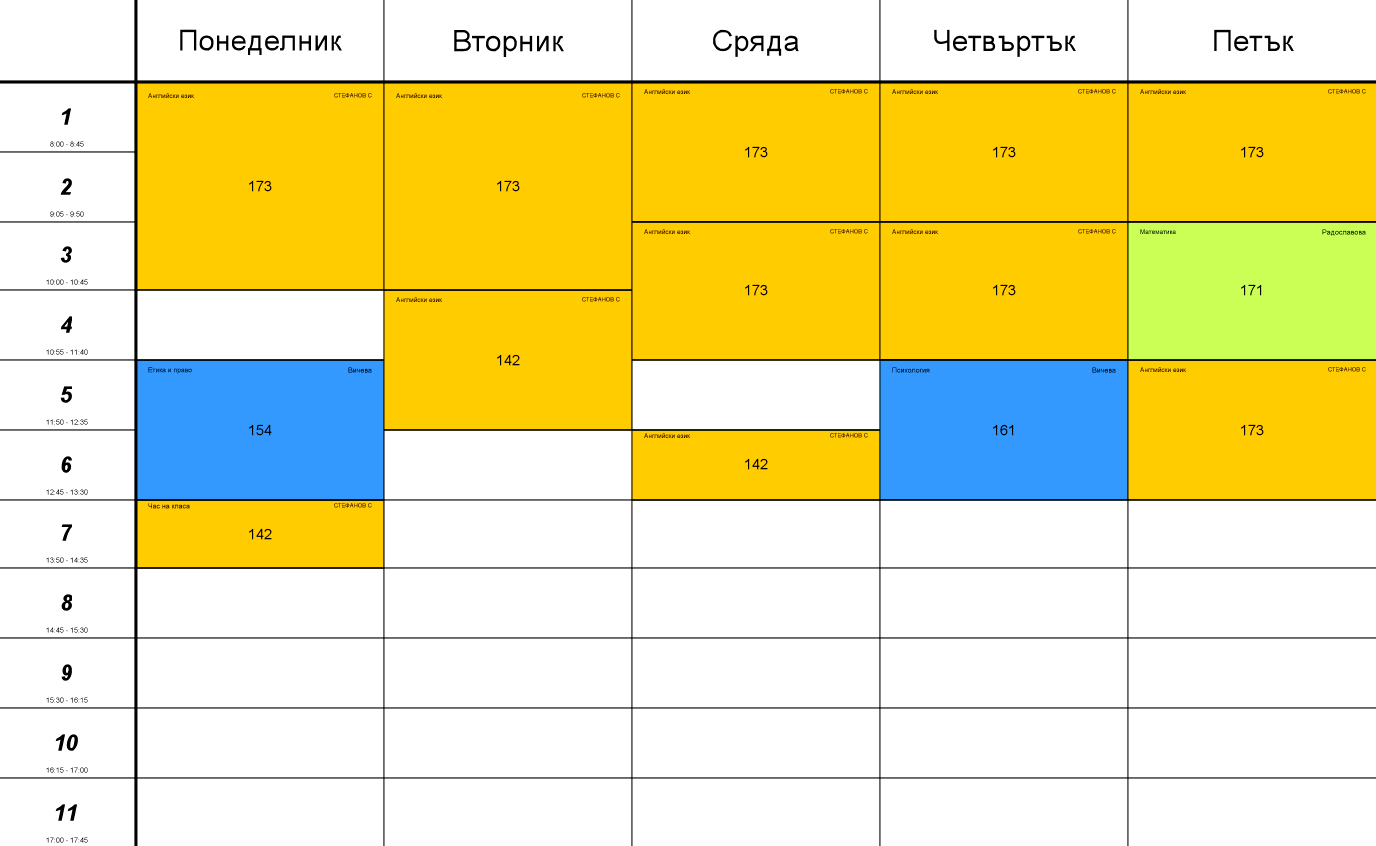 Понеделник Вторник Сряда Четвъртък Петък
1
8:00 - 8:45
2
9:05 - 9:50
3
10:00 - 10:45
4
10:55 - 11:40
5
11:50 - 12:35
6
12:45 - 13:30
7
13:50 - 14:35
8
14:45 - 15:30
9
15:30 - 16:15
10
16:15 - 17:00
11
17:00 - 17:45
Английски език СТЕФАНОВ С
173
Етика и право Вичева
154
Час на класа СТЕФАНОВ С
142
Английски език СТЕФАНОВ С
173
Английски език СТЕФАНОВ С
142
Английски език СТЕФАНОВ С
173
Английски език СТЕФАНОВ С
173
Английски език СТЕФАНОВ С
142
Английски език СТЕФАНОВ С
173
Английски език СТЕФАНОВ С
173
Психология Вичева
161
Английски език СТЕФАНОВ С
173
Математика Радославова
171
Английски език СТЕФАНОВ С
173